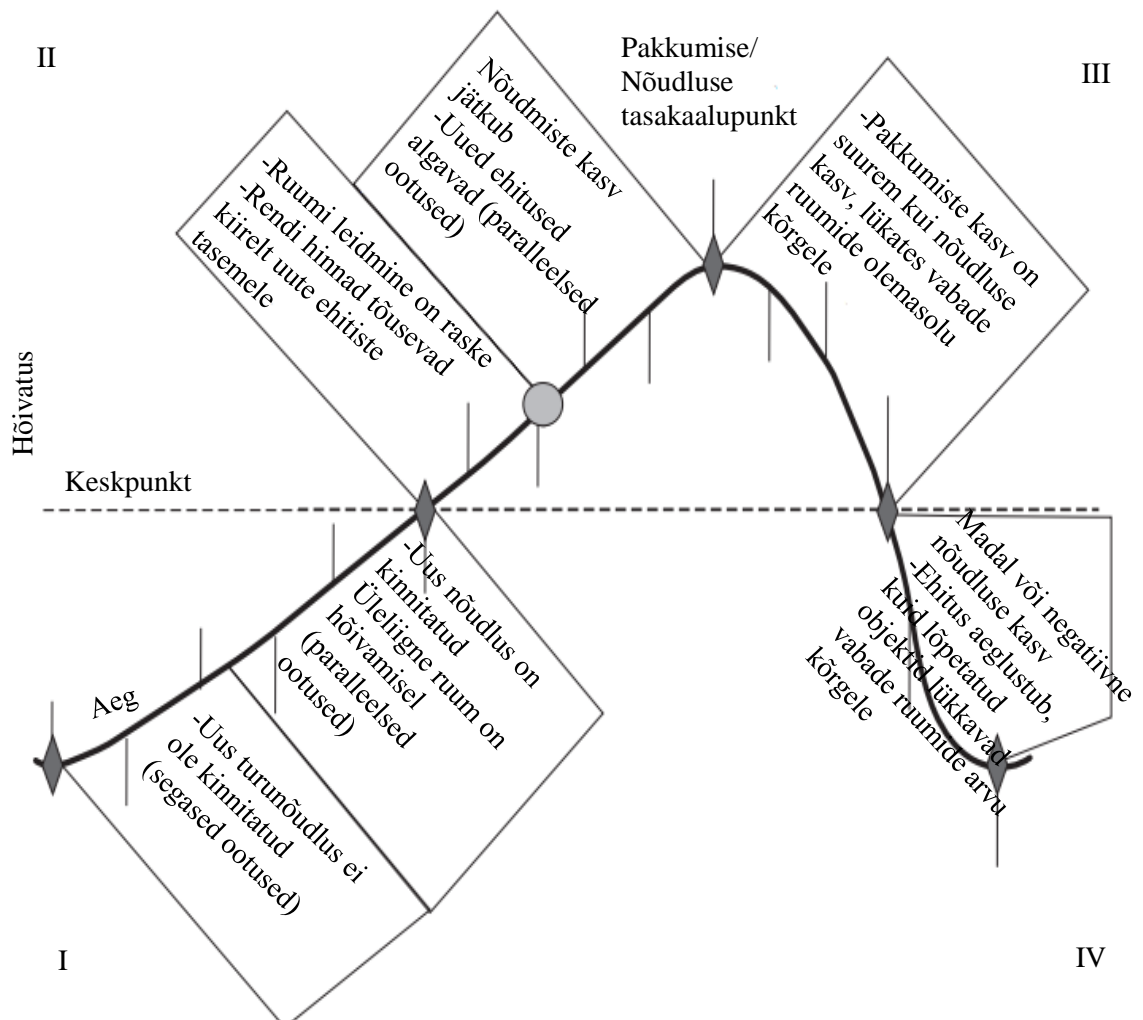 II
Pakkumise/
Nõudluse
tasakaalupunkt
III
Nõudmiste kasv
jätkub
-Uued ehitused
algavad (paralleelsed
ootused)
-Ruumi leidmine on raske
-Rendi hinnad tõusevad
kiirelt uute ehitiste
tasemele
-Pakkumiste kasv on
suurem kui nõudluse
kasv, lükates vabade
ruumide olemasolu
kõrgele
Hõivatus
Keskpunkt
-Uus nõudlus on
kinnitatud
Üleliigne ruum on
hõivamisel
(paralleelsed
ootused)
Madal või negatiivne
nõudluse kasv
-Ehitus aeglustub,
kuid lõpetatud
objektid lükkavad
vabade ruumide arvu
kõrgele
Aeg
-Uus turunõudlus ei
ole kinnitatud
(segased ootused)
I
IV